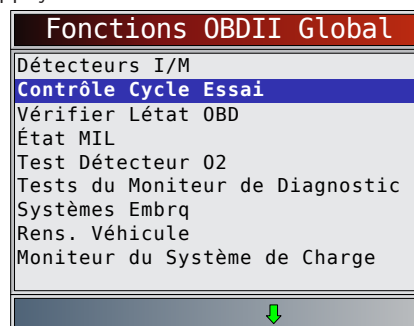 Fonctions OBDII Global
Détecteurs I/M
Contrôle Cycle Essai
Vérifier Létat OBD
État MIL
Test Détecteur O2
Tests du Moniteur de Diagnostic
Systèmes Embrq
Rens. Véhicule
Moniteur du Système de Charge